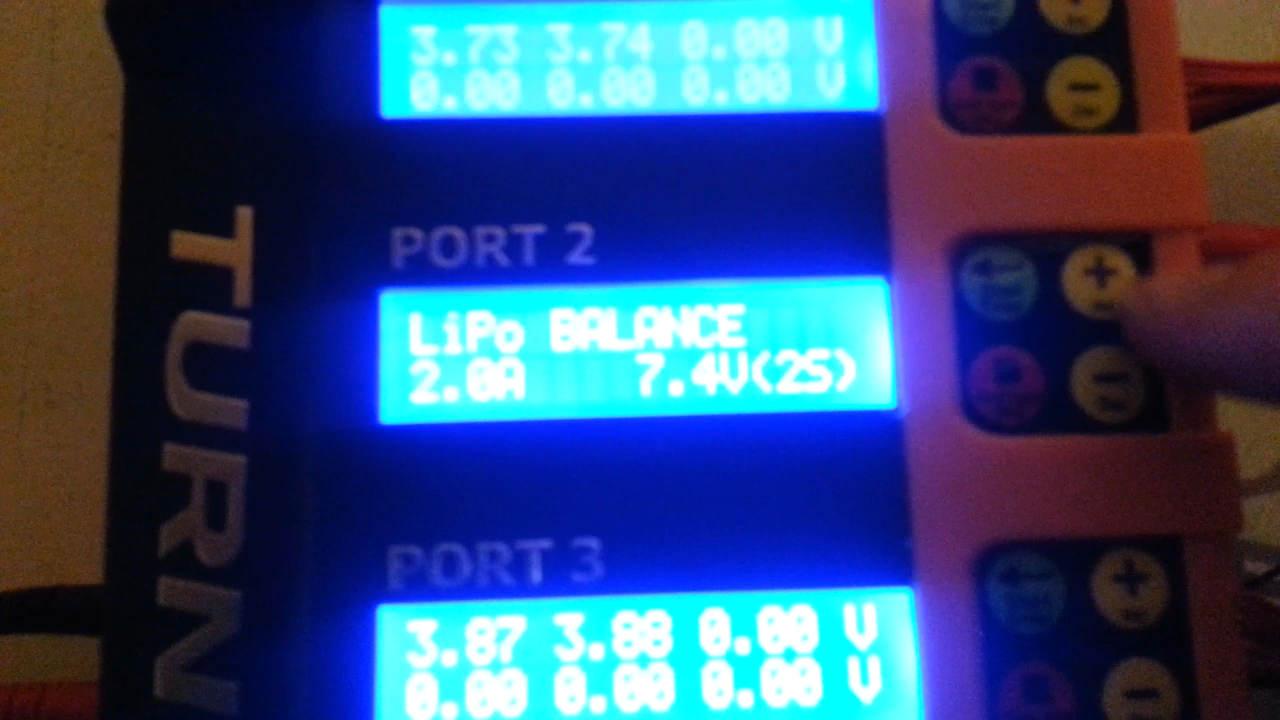 3.73 3.74 0.00 V
0.00 0.00 0.00 V
PORT 2
LiPo BALANCE
2.0A 7.4V(2S)
PORT 3
3.87 3.88 0.00 V
0.00 0.00 0.00 V
TURN